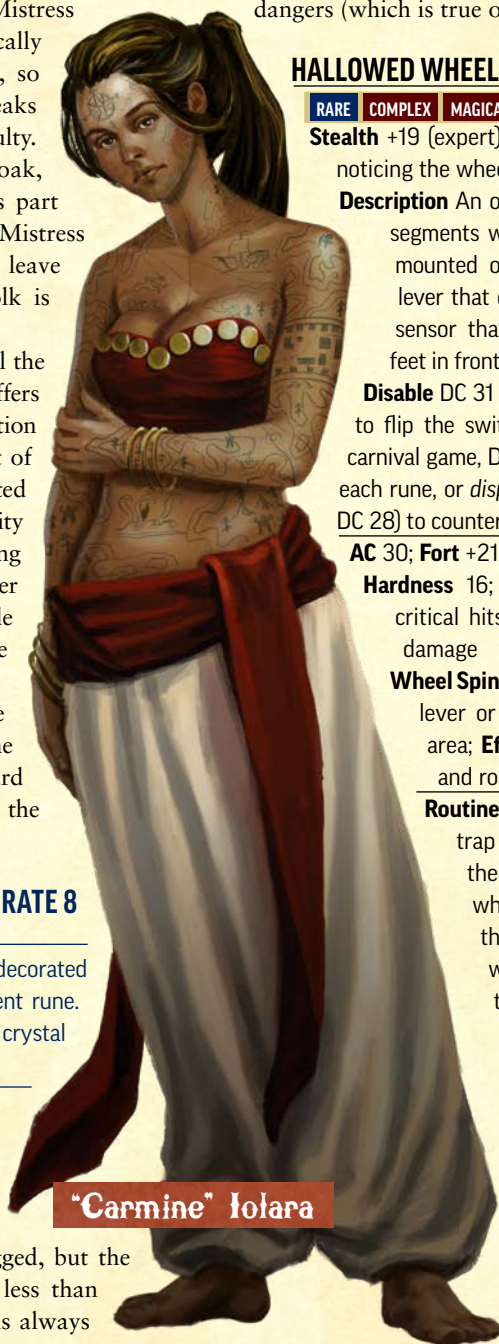 Mistress
cally
, so
eaks
ulty.
oak,
s part
Mistress
leave
lk is
l the
ffers
tion
t of
ted
ity
ng
er
le
e
e
ne
ard
the
RATE 8
decorated
ent rune.
crystal
gged, but the
less than
s always
"Carmine" Iolara
dangers (which is true o
HALLOWED WHEEL
RARE COMPLEX MAGICA
Stealth +19 (expert)
noticing the whee
Description An o
segments w
mounted o
lever that
sensor tha
feet in front
Disable DC 31
to flip the swit
carnival game, D
each rune, or disp
DC 28) to counter
AC 30; Fort +21
Hardness 16;
critical hits
damage
Wheel Spin
lever or
area; Ef
and ro
Routine
trap
the
wh
th
w
t